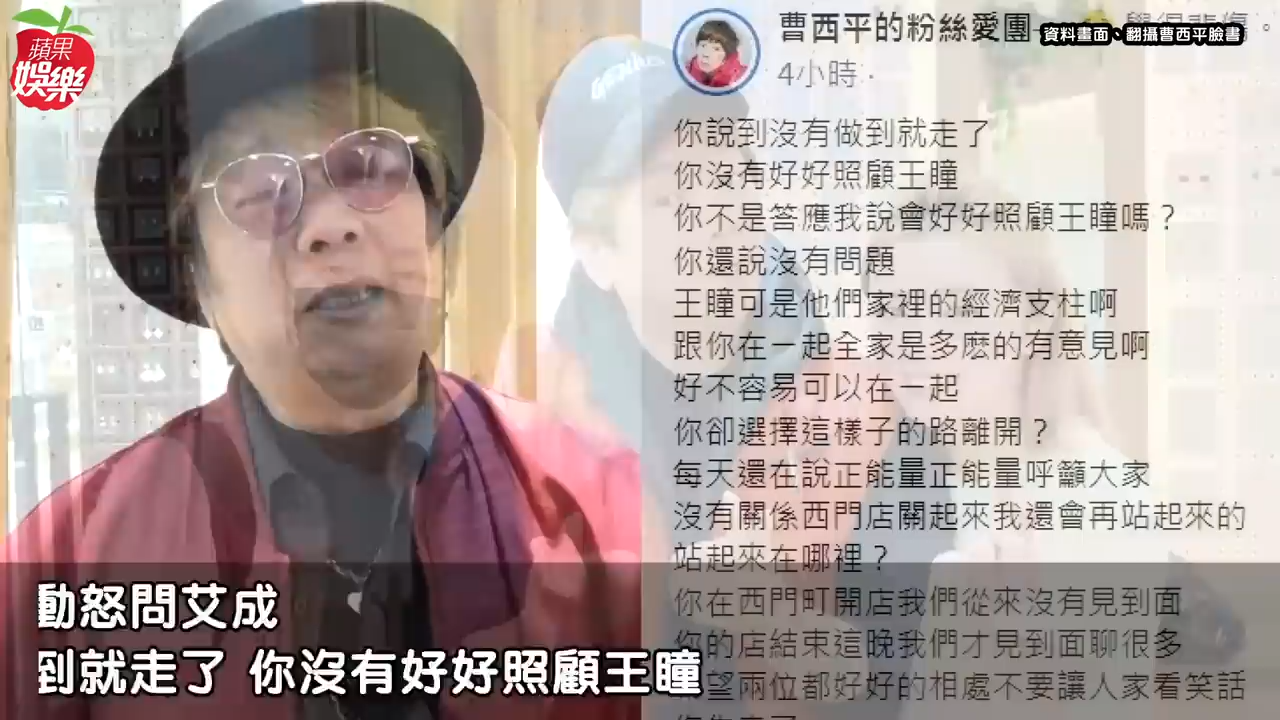 蘋果
娛樂
曹西平的粉絲愛團
資料畫面、翻攝曹西平臉書
4小時
你說到沒有做到就走了
你沒有好好照顧王瞳
你不是答應我說會好好照顧王瞳嗎？
你還說沒有問題
王瞳可是他們家裡的經濟支柱啊
跟你在一起全家是多麽的有意見啊
好不容易可以在一起
你卻選擇這樣子的路離開？
每天還在說正能量正能量呼籲大家
沒有關係西門店關起來我還會再站起來的
站起來在哪裡？
你在西門町開店我們從來沒有見到面
你的店結束這晚我們才見到面聊很多
望兩位都好好的相處不要讓人家看笑話
動怒問艾成
到就走了 你沒有好好照顧王瞳